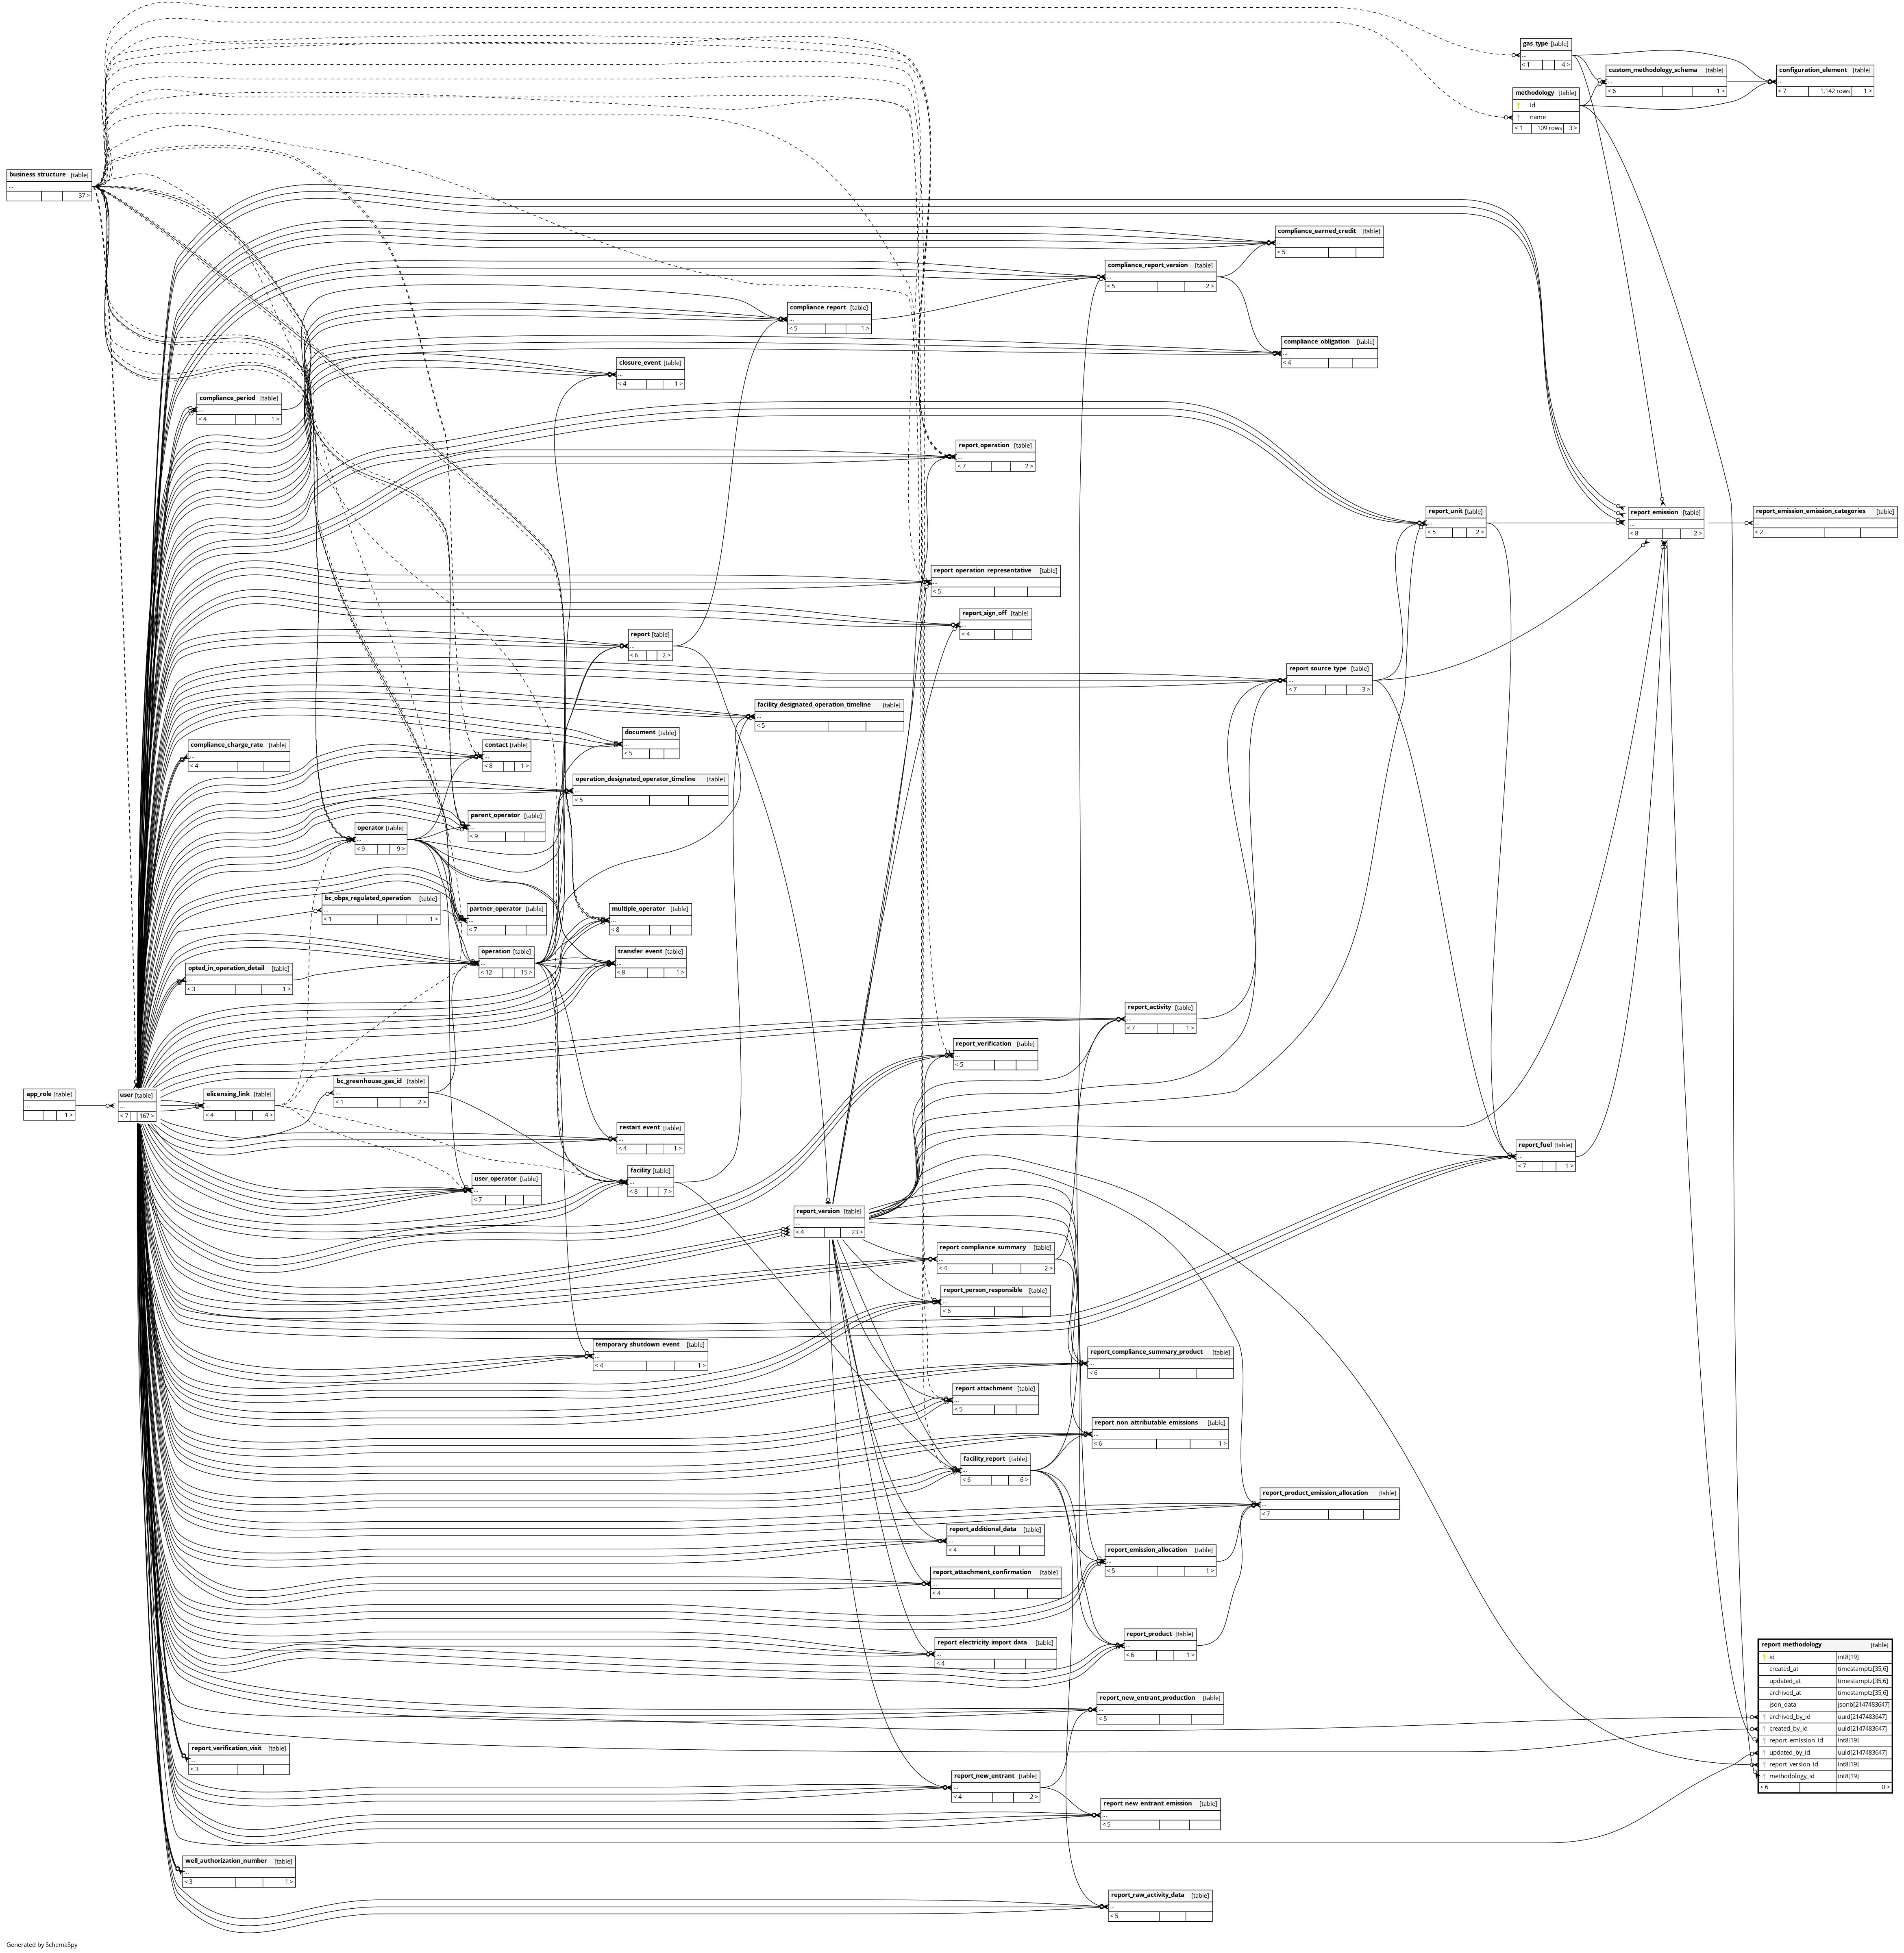 gas_type [table]
...
< 1 4 >
custom_methodology_schema [table]
...
< 6 1 >
configuration_element [table]
...
< 7 1,142 rows 1 >
methodology [table]
id
name
< 1 109 rows 3 >
business_structure [table]
...
37 >
compliance_earned_credit [table]
...
< 5
compliance_report_version [table]
...
< 5 2 >
compliance_report [table]
...
< 5 1 >
compliance_obligation [table]
...
< 4
closure_event [table]
...
< 4 1 >
compliance_period [table]
...
< 4 1 >
report_operation [table]
...
< 7 2 >
report_unit [table]
...
< 5 2 >
report_emission [table]
...
< 8 2 >
report_emission_emission_categories [table]
...
< 2
report_operation_representative [table]
...
< 5
report_sign_off [table]
...
< 4
report [table]
...
< 6 2 >
report_source_type [table]
...
< 7 3 >
facility_designated_operation_timeline [table]
...
< 5
document [table]
...
< 5
compliance_charge_rate [table]
...
< 4
contact [table]
...
< 8 1 >
operation_designated_operator_timeline [table]
...
< 5
parent_operator [table]
...
< 9
operator [table]
...
< 9 9 >
bc_obps_regulated_operation [table]
...
< 1 1 >
partner_operator [table]
...
< 7
multiple_operator [table]
...
< 8
operation [table]
...
< 12 15 >
transfer_event [table]
...
< 8 1 >
opted_in_operation_detail [table]
...
< 3 1 >
report_activity [table]
...
< 7 1 >
report_verification [table]
...
< 5
bc_greenhouse_gas_id [table]
...
< 1 2 >
app_role [table]
...
1 >
user [table]
...
< 7 167 >
elicensing_link [table]
...
< 4 4 >
restart_event [table]
...
< 4 1 >
report_fuel [table]
...
< 7 1 >
facility [table]
...
< 8 7 >
user_operator [table]
...
< 7
report_version [table]
...
< 4 23 >
report_compliance_summary [table]
...
< 4 2 >
report_person_responsible [table]
...
< 6
temporary_shutdown_event [table]
...
< 4 1 >
report_compliance_summary_product [table]
...
< 6
report_attachment [table]
...
< 5
report_non_attributable_emissions [table]
...
< 6 1 >
facility_report [table]
...
< 6 6 >
report_product_emission_allocation [table]
...
< 7
report_additional_data [table]
...
< 4
report_emission_allocation [table]
...
< 5 1 >
report_attachment_confirmation [table]
...
< 4
report_product [table]
...
< 6 1 >
report_electricity_import_data [table]
...
< 4
report_methodology [table]
id int8[19]
created_at timestamptz[35,6]
updated_at timestamptz[35,6]
archived_at timestamptz[35,6]
json_data jsonb[2147483647]
archived_by_id uuid[2147483647]
created_by_id uuid[2147483647]
report_emission_id int8[19]
updated_by_id uuid[2147483647]
report_version_id int8[19]
methodology_id int8[19]
< 6 0 >
report_new_entrant_production [table]
...
< 5
report_verification_visit [table]
...
< 3
report_new_entrant [table]
...
< 4 2 >
report_new_entrant_emission [table]
...
< 5
well_authorization_number [table]
...
< 3 1 >
report_raw_activity_data [table]
...
< 5
Generated by SchemaSpy